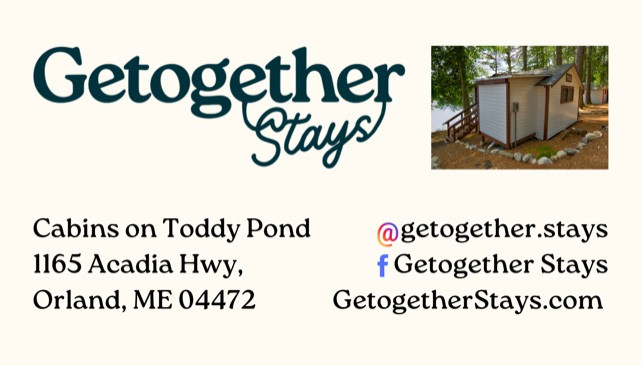 Getogether
Stays
Cabins on Toddy Pond
1165 Acadia Hwy,
Orland, ME 04472
@getogether.stays
f Getogether Stays
GetogetherStays.com